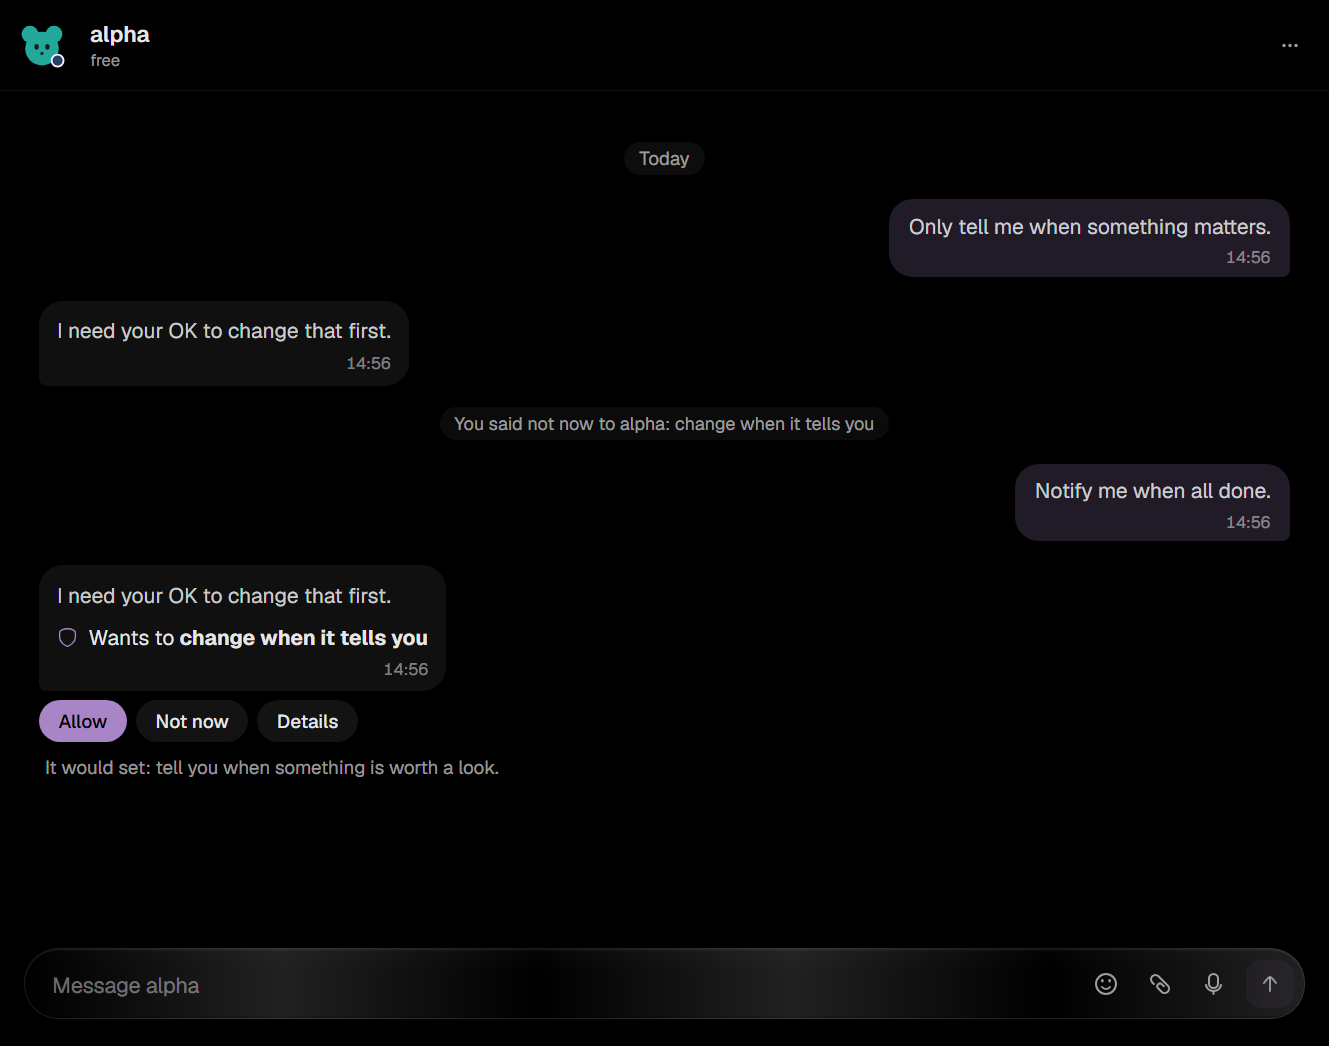 alpha
free
Today
Only tell me when something matters.
14:56
I need your OK to change that first.
14:56
You said not now to alpha: change when it tells you
Notify me when all done.
14:56
I need your OK to change that first.
Wants to change when it tells you
14:56
Allow
Not now
Details
It would set: tell you when something is worth a look.
Message alpha